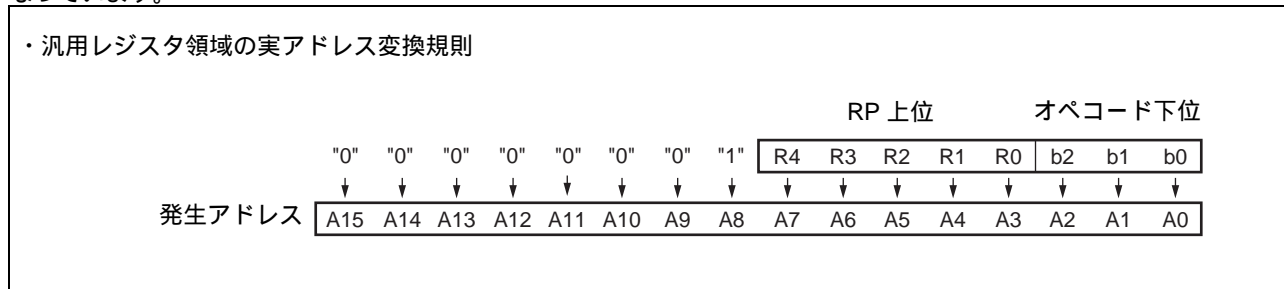 ・汎用レジスタ領域の実アドレス変換規則
RP 上位 オペコード下位
"0" "0" "0" "0" "0" "0" "0" "1" R4 R3 R2 R1 R0 b2 b1 b0
発生アドレス A15 A14 A13 A12 A11 A10 A9 A8 A7 A6 A5 A4 A3 A2 A1 A0